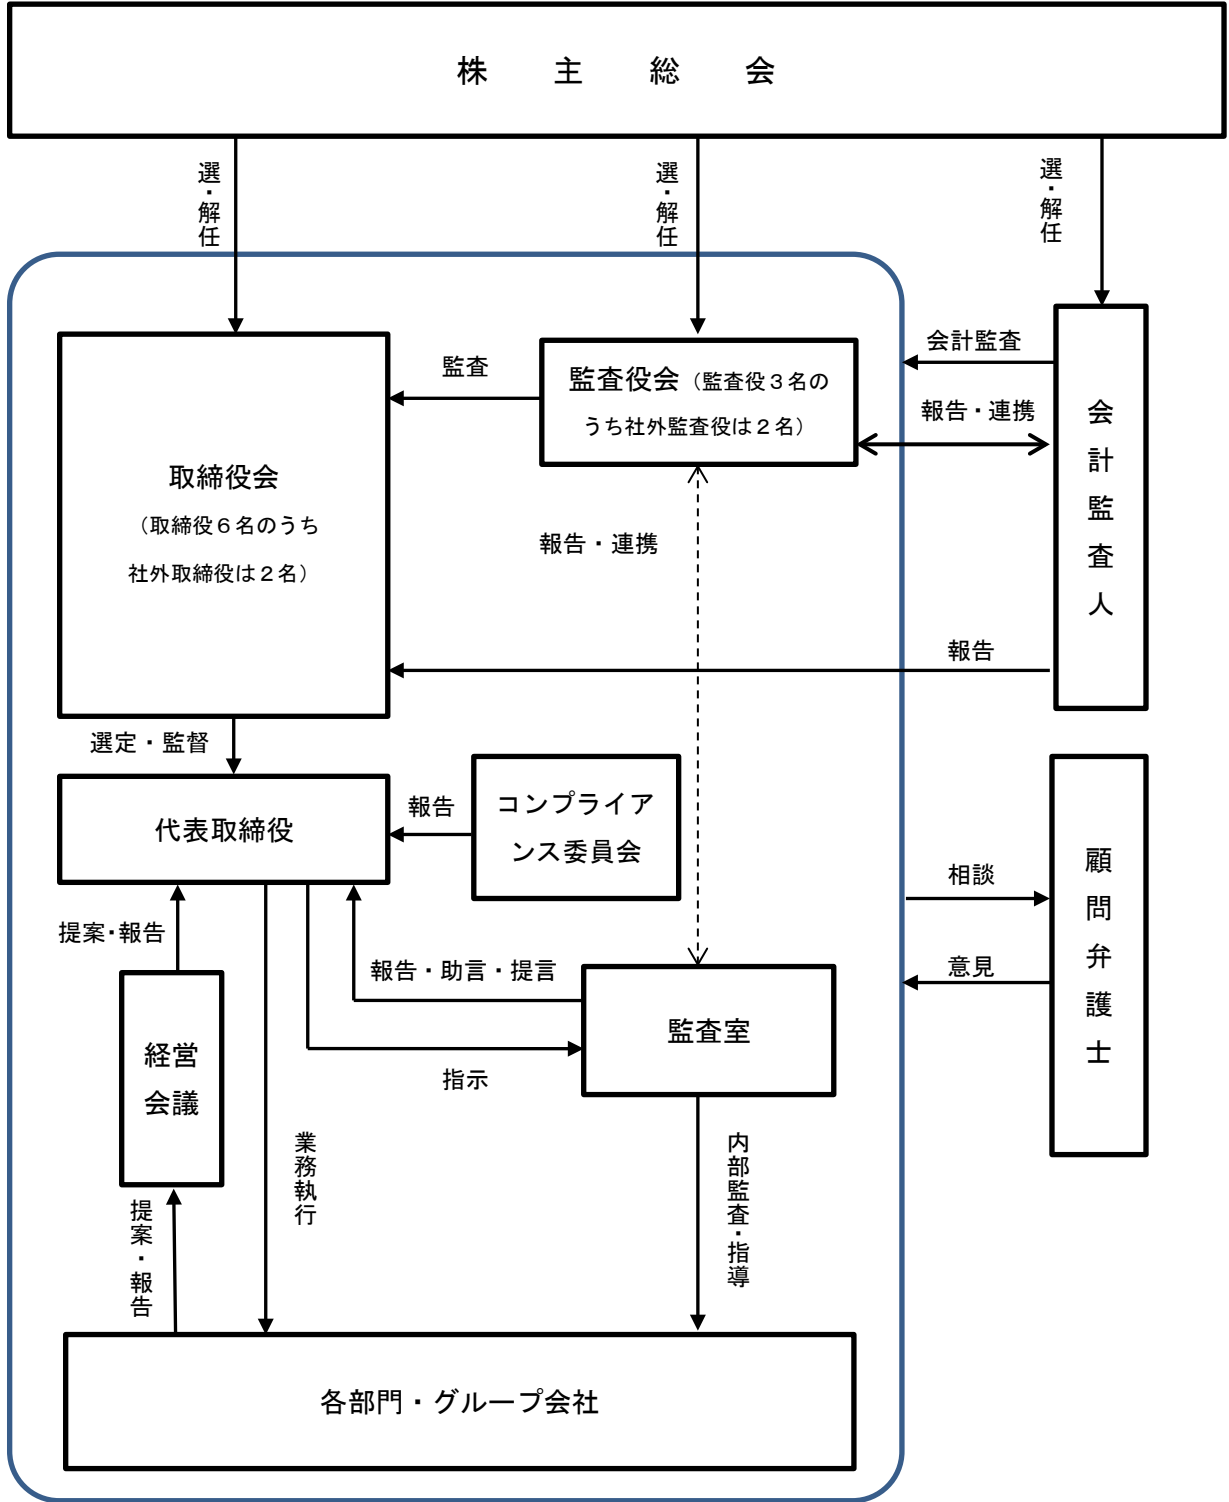 株主総会
選・解任
選・解任
選・解任
会計監査
監査
監査役会（監査役３名の
うち社外監査役は２名）
報告・連携
会計監査人
取締役会
（取締役６名のうち
社外取締役は２名）
報告・連携
報告
選定・監督
代表取締役
報告
コンプライア
ンス委員会
相談
顧問弁護士
提案・報告
報告・助言・提言
意見
経営
会議
監査室
指示
業務執行
内部監査・指導
提案・報告
各部門・グループ会社